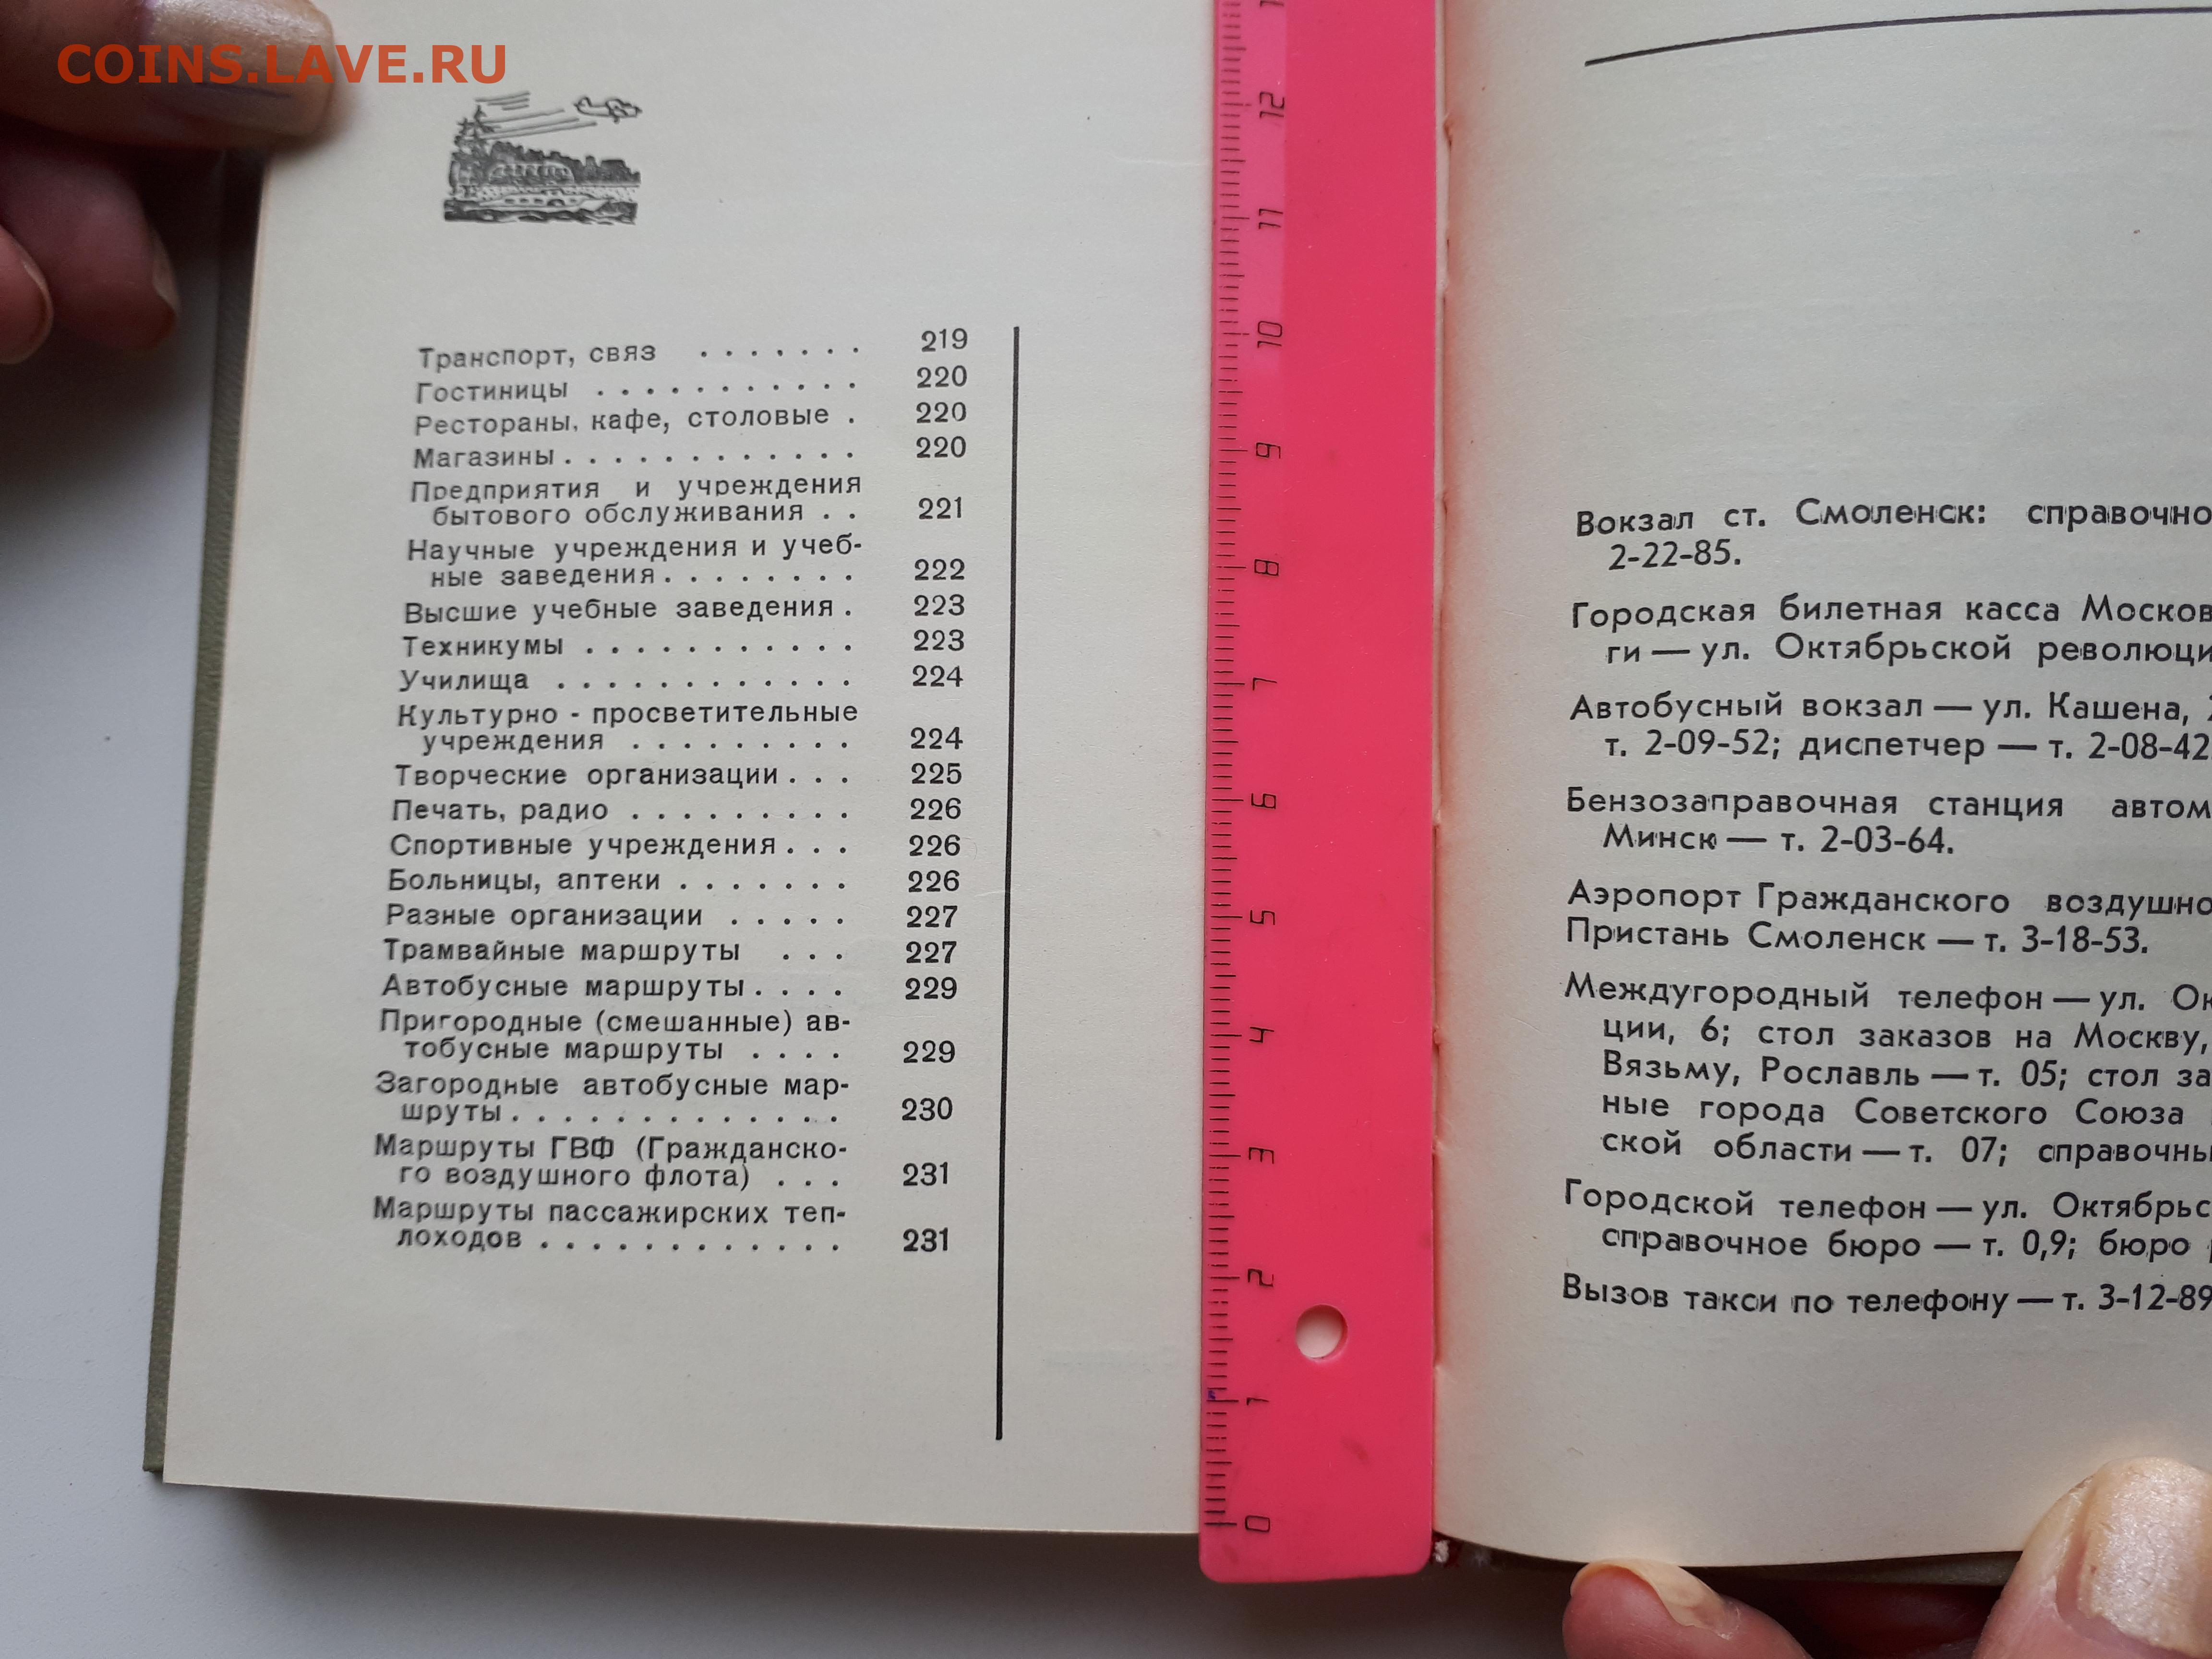 COINS.LAVE.RU
Транспорт, связ . . . . . . . 219
Гостиницы . . . . . . . . . . . 220
Рестораны, кафе, столовые . 220
Магазины . . . . . . . . . . . . 220
Предприятия и учреждения
бытового обслуживания . . 221
Научные учреждения и учеб-
ные заведения . . . . . . . . 222
Высшие учебные заведения . 223
Техникумы . . . . . . . . . . . 223
Училища . . . . . . . . . . . . 224
Культурно - просветительные
учреждения . . . . . . . . . 224
Творческие организации . . . 225
Печать, радио . . . . . . . . . 226
Спортивные учреждения . . . 226
Больницы, аптеки . . . . . . . 226
Разные организации . . . . . 227
Трамвайные маршруты . . . 227
Автобусные маршруты . . . . 229
Пригородные (смешанные) ав-
тобусные маршруты . . . . 229
Загородные автобусные мар-
шруты . . . . . . . . . . . . . 230
Маршруты ГВФ (Гражданско-
го воздушного флота) . . . 231
Маршруты пассажирских теп-
лоходов . . . . . . . . . . . . 231
12
11
10
9
8
7
6
5
4
3
2
1
0
Вокзал ст. Смоленск: справочно
2-22-85.
Городская билетная касса Москов
ги — ул. Октябрьской революци
Автобусный вокзал — ул. Кашена,
т. 2-09-52; диспетчер — т. 2-08-42
Бензозаправочная станция автом
Минск — т. 2-03-64.
Аэропорт Гражданского воздушно
Пристань Смоленск — т. 3-18-53.
Междугородный телефон — ул. Ок
ции, 6; стол заказов на Москву,
Вязьму, Рославль — т. 05; стол за
ные города Советского Союза
ской области — т. 07; справочны
Городской телефон — ул. Октябрьс
справочное бюро — т. 0,9; бюро
Вызов такси по телефону — т. 3-12-89